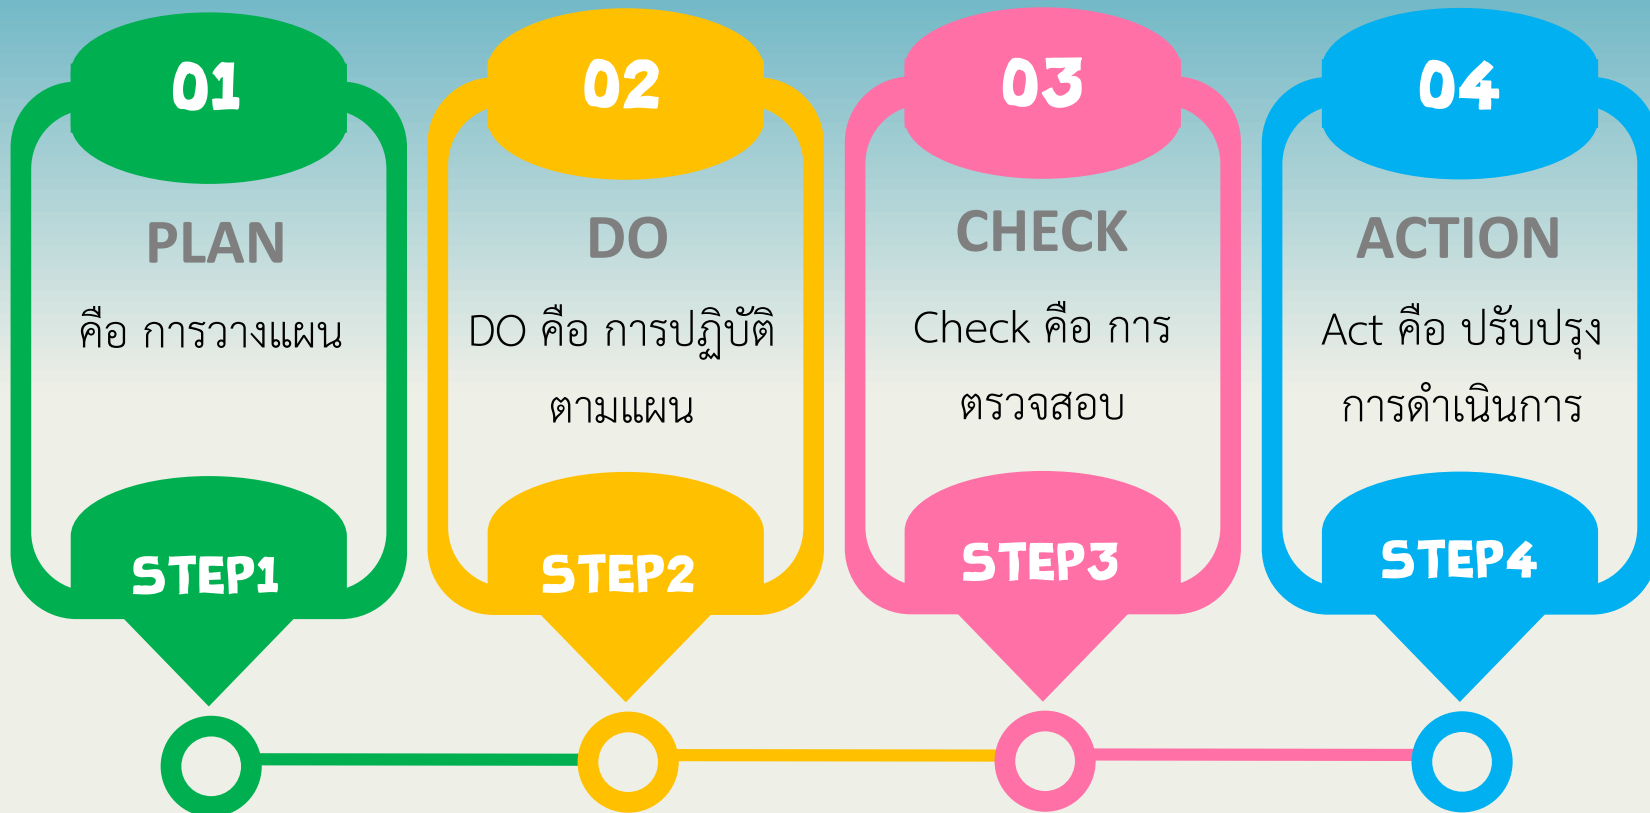 01
PLAN
คือ การวางแผน
STEP1
02
DO
DO คือ การปฏิบัติ
ตามแผน
STEP2
03
CHECK
Check คือ การ
ตรวจสอบ
STEP3
04
ACTION
Act คือ ปรับปรุง
การดำเนินการ
STEP4